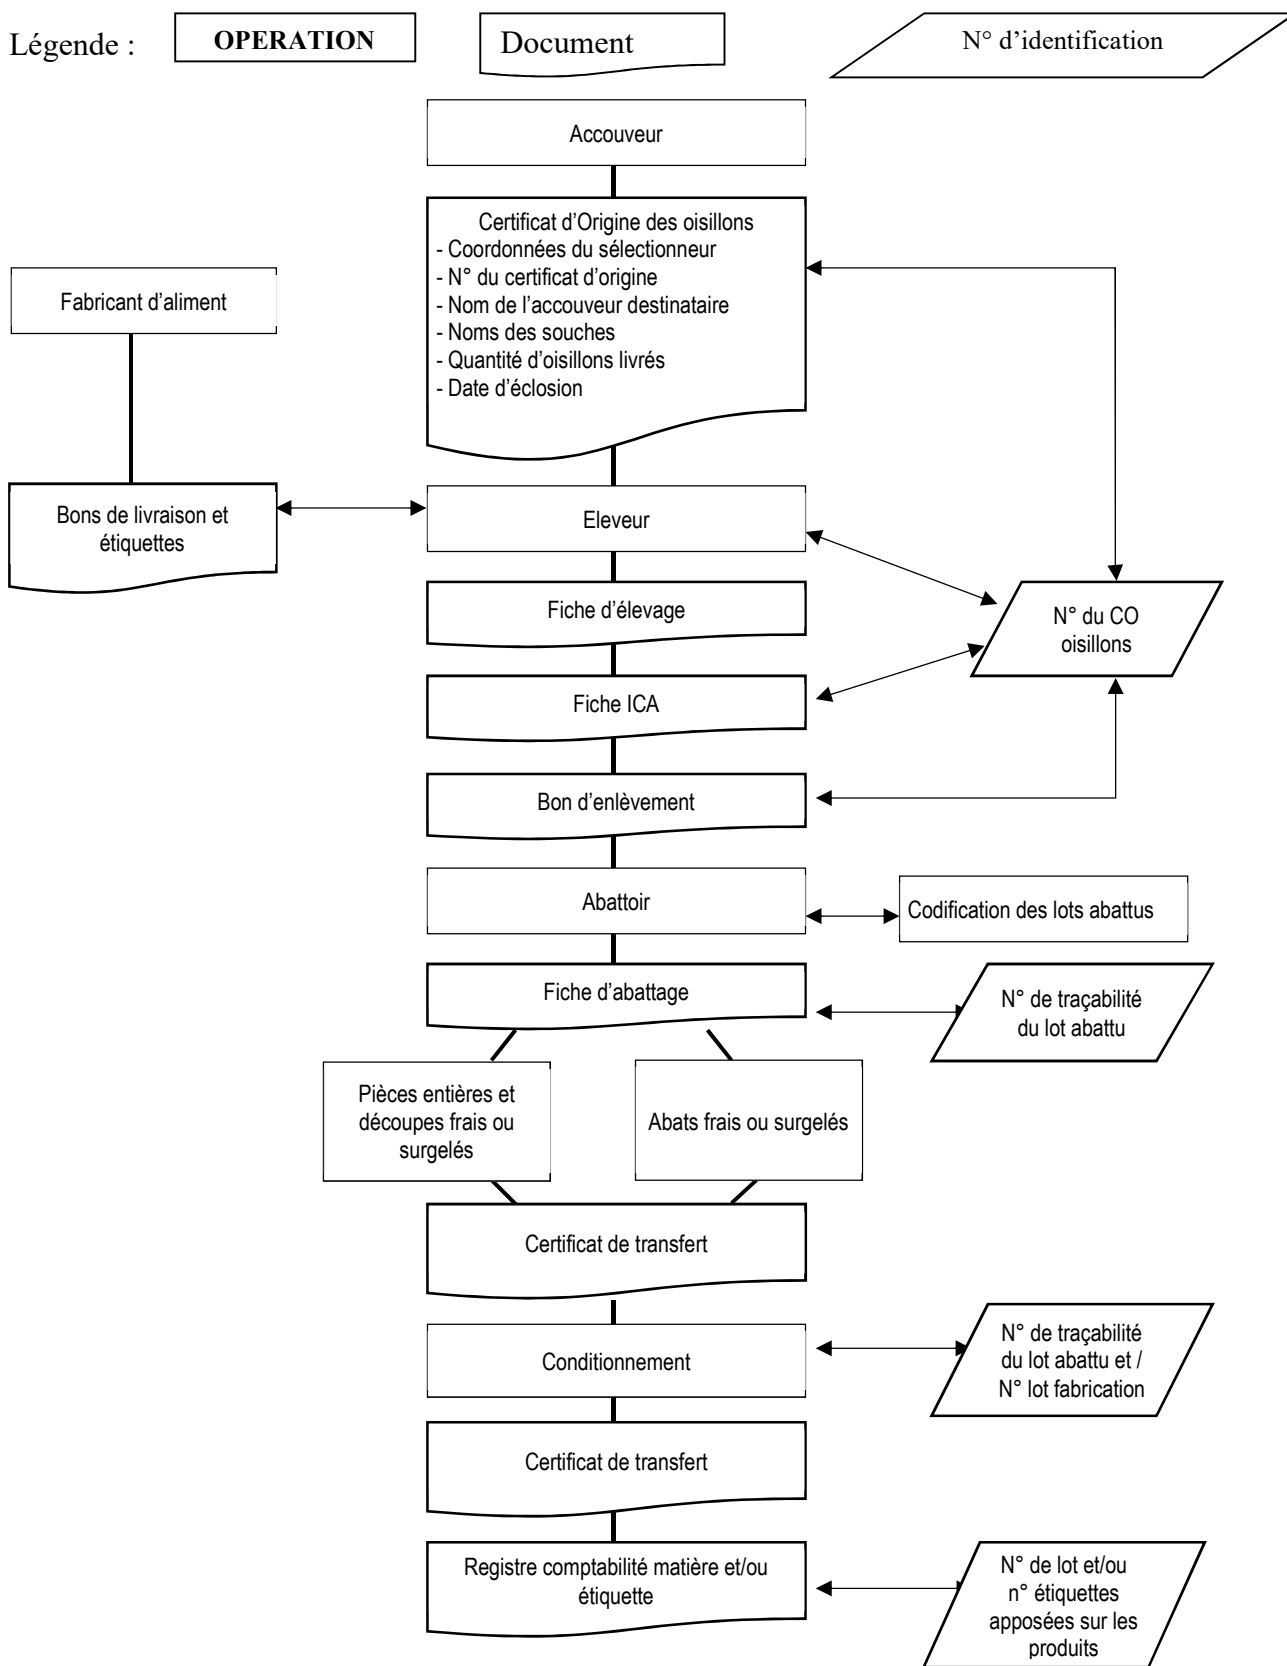 Légende :
OPERATION
Document
N° d’identification
Accouveur
Certificat d’Origine des oisillons
- Coordonnées du sélectionneur
- N° du certificat d’origine
- Nom de l’accouveur destinataire
- Noms des souches
- Quantité d’oisillons livrés
- Date d’éclosion
Fabricant d’aliment
Bons de livraison et
étiquettes
Eleveur
Fiche d’élevage
N° du CO
oisillons
Fiche ICA
Bon d’enlèvement
Abattoir
Codification des lots abattus
Fiche d’abattage
N° de traçabilité
du lot abattu
Pièces entières et
découpes frais ou
surgelés
Abats frais ou surgelés
Certificat de transfert
Conditionnement
N° de traçabilité
du lot abattu et /
N° lot fabrication
Certificat de transfert
Registre comptabilité matière et/ou
étiquette
N° de lot et/ou
n° étiquettes
apposées sur les
produits